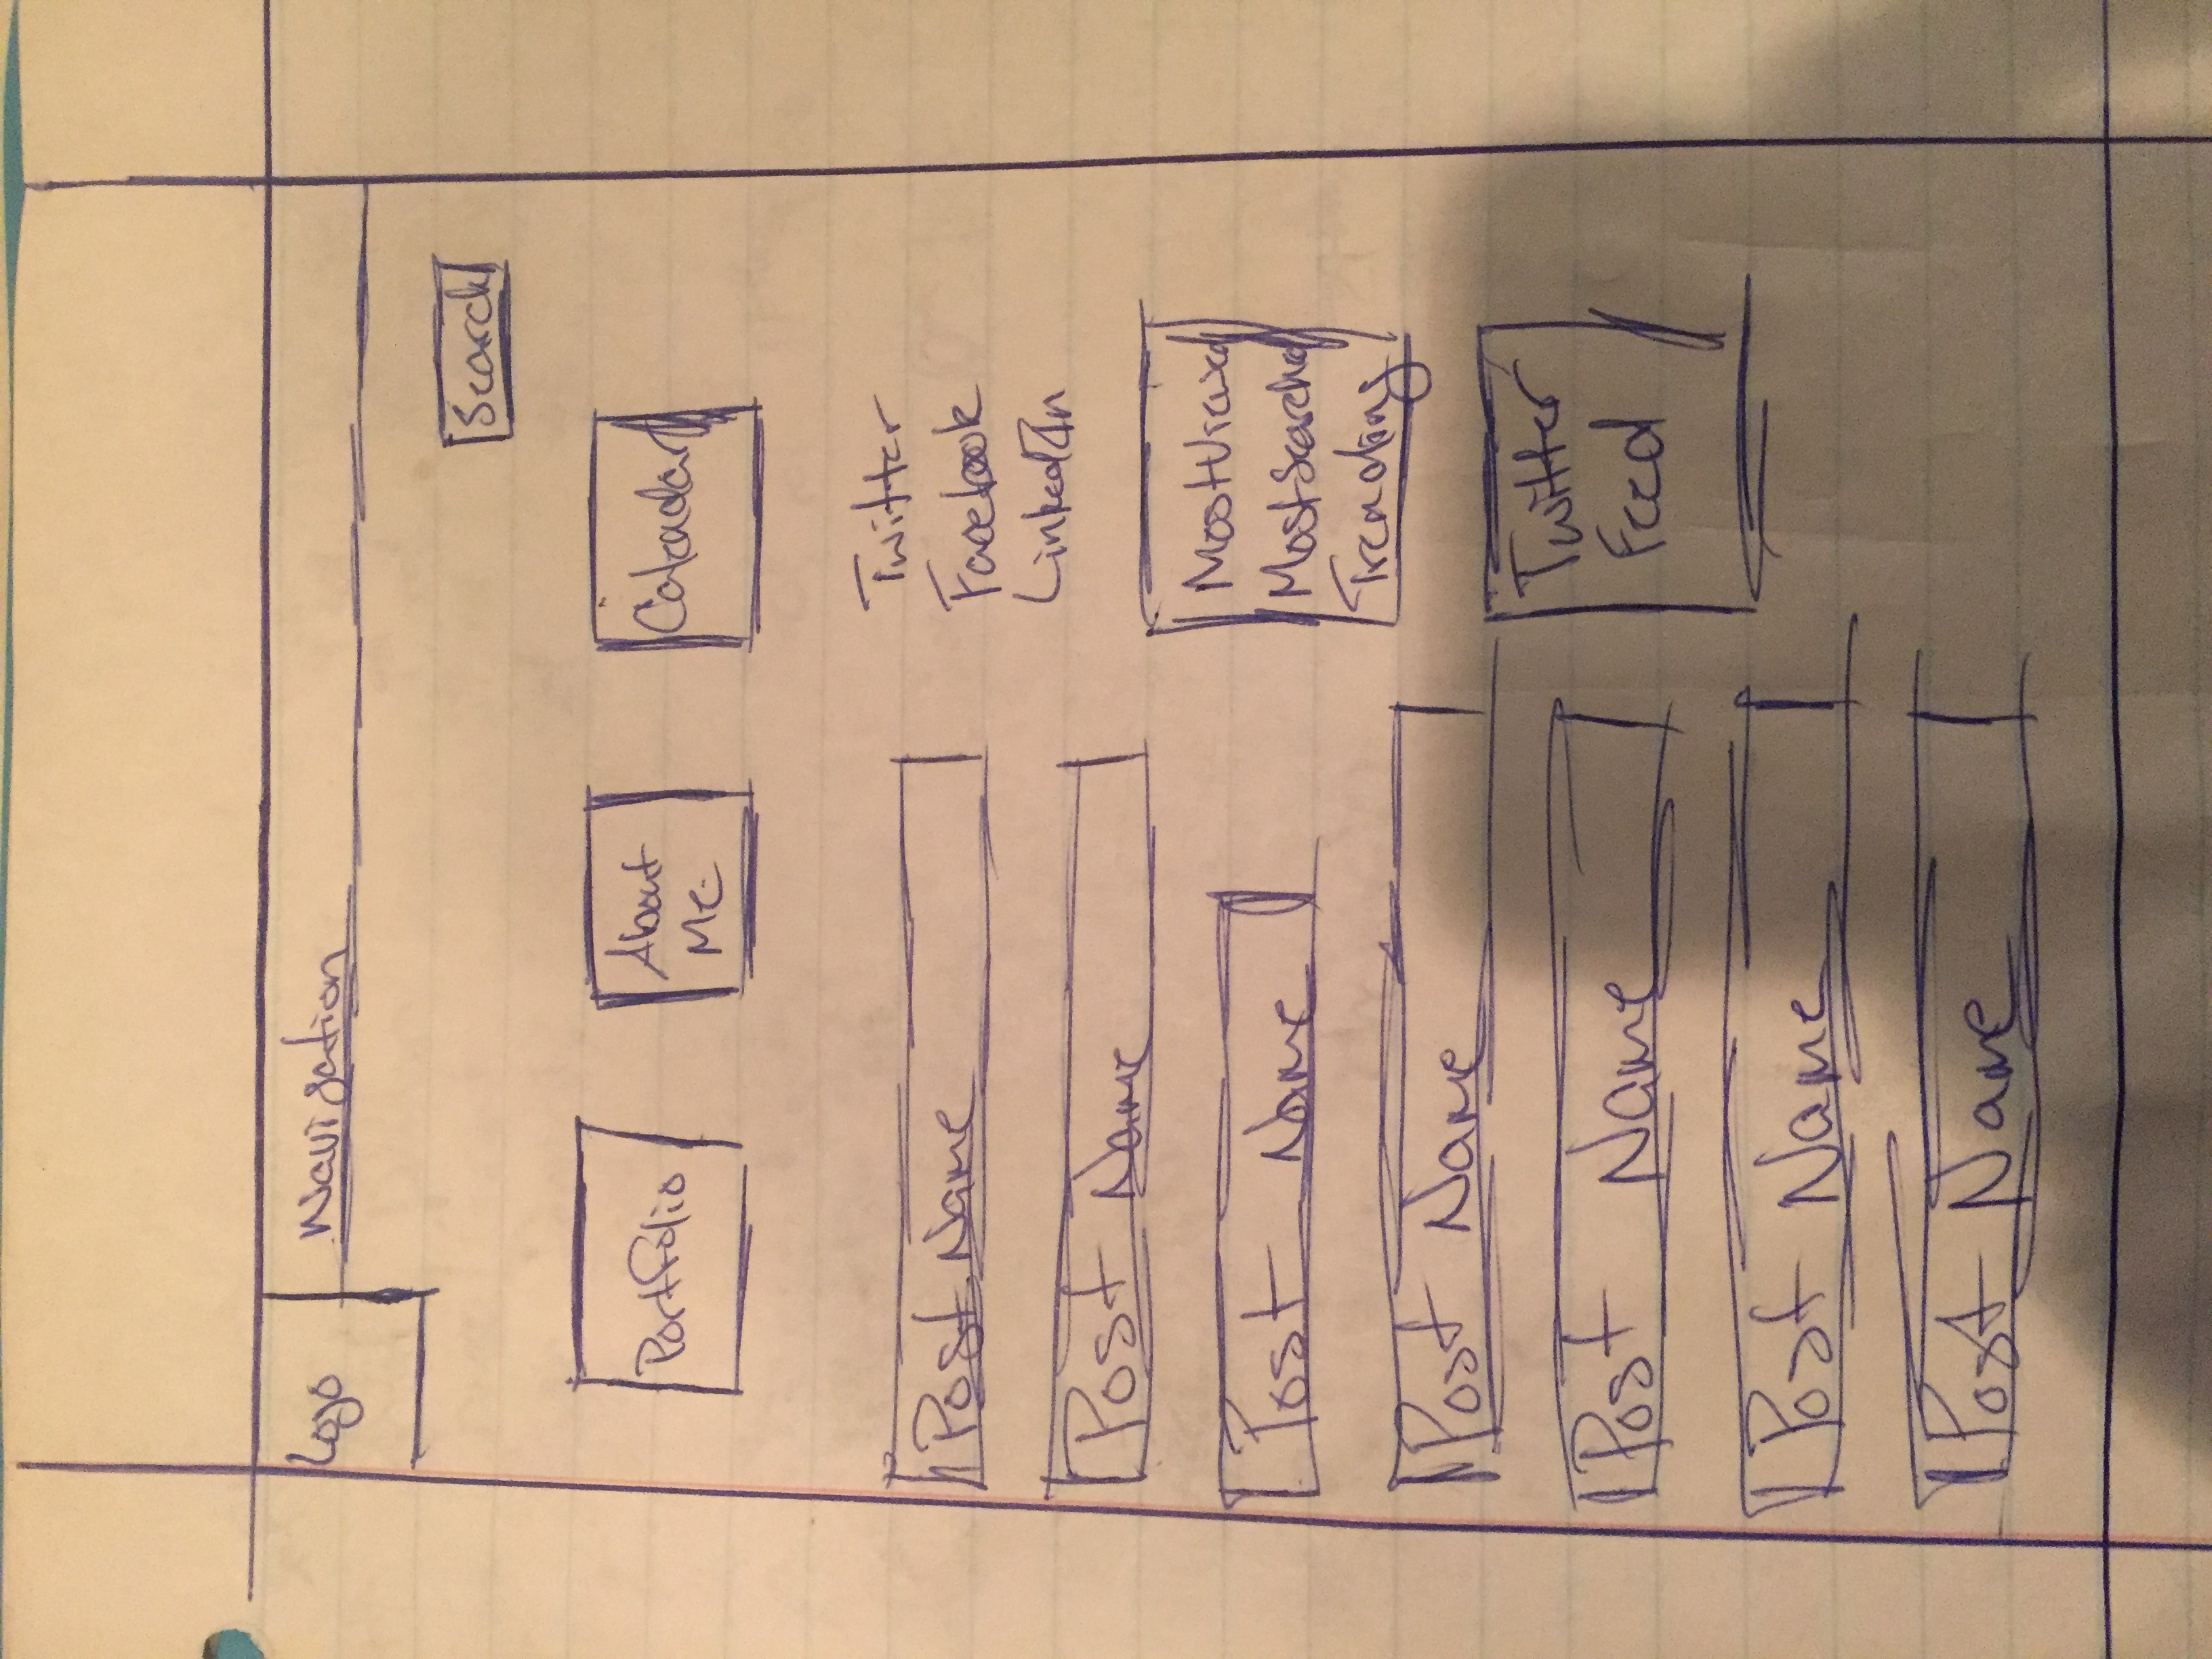 Logo
Navigation
Search
Portfolio
About
Me
Calendar
Post Name
Post Name
Post Name
Post Name
Post Name
Post Name
Post Name
Twitter
Facebook
LinkedIn
Most Viewed
Most Searched
Trending
Twitter
Feed